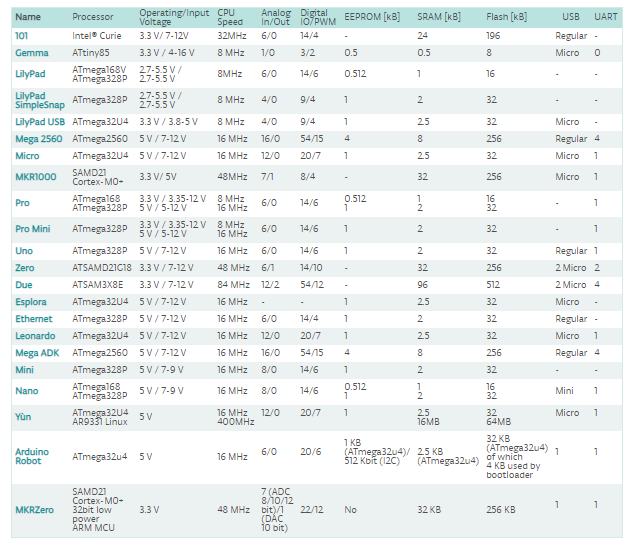 Name Processor Operating/Input Voltage CPU Speed Analog In/Out Digital IO/PWM EEPROM [kB] SRAM [kB] Flash [kB] USB UART
101 Intel® Curie 3.3 V/ 7-12V 32MHz 6/0 14/4 - 24 196 Regular -
Gemma ATtiny85 3.3 V / 4-16 V 8 MHz 1/0 3/2 0.5 0.5 8 Micro 0
LilyPad ATmega168V ATmega328P 2.7-5.5 V / 2.7-5.5 V 8MHz 6/0 14/6 0.512 1 16 - -
LilyPad SimpleSnap ATmega328P 2.7-5.5 V / 2.7-5.5 V 8 MHz 4/0 9/4 1 2 32 - -
LilyPad USB ATmega32U4 3.3 V / 3.8-5 V 8 MHz 4/0 9/4 1 2.5 32 Micro -
Mega 2560 ATmega2560 5 V / 7-12 V 16 MHz 16/0 54/15 4 8 256 Regular 4
Micro ATmega32U4 5 V / 7-12 V 16 MHz 12/0 20/7 1 2.5 32 Micro 1
MKR1000 SAMD21 Cortex-M0+ 3.3 V/ 5V 48MHz 7/1 8/4 - 32 256 Micro 1
Pro ATmega168 ATmega328P 3.3 V / 3.35-12 V 5 V / 5-12 V 8 MHz 16 MHz 6/0 14/6 0.512 1 1 2 16 32 - 1
Pro Mini ATmega328P 3.3 V / 3.35-12 V 5 V / 5-12 V 8 MHz 16 MHz 6/0 14/6 1 2 32 - 1
Uno ATmega328P 5 V / 7-12 V 16 MHz 6/0 14/6 1 2 32 Regular 1
Zero ATSAMD21G18 3.3 V / 7-12 V 48 MHz 6/1 14/10 - 32 256 2 Micro 2
Due ATSAM3X8E 3.3 V / 7-12 V 84 MHz 12/2 54/12 - 96 512 2 Micro 4
Esplora ATmega32U4 5 V / 7-12 V 16 MHz - - 1 2.5 32 Micro -
Ethernet ATmega328P 5 V / 7-12 V 16 MHz 6/0 14/4 1 2 32 Regular -
Leonardo ATmega32U4 5 V / 7-12 V 16 MHz 12/0 20/7 1 2.5 32 Micro 1
Mega ADK ATmega2560 5 V / 7-12 V 16 MHz 16/0 54/15 4 8 256 Regular 4
Mini ATmega328P 5 V / 7-9 V 16 MHz 8/0 14/6 1 2 32 - -
Nano ATmega168 ATmega328P 5 V / 7-9 V 16 MHz 8/0 14/6 0.512 1 1 2 16 32 Mini 1
Yùn ATmega32U4 AR9331 Linux 5 V 16 MHz 400MHz 12/0 20/7 1 2.5 16MB 32 64MB Micro 1
Arduino Robot ATmega32u4 5 V 16 MHz 6/0 20/6 1 KB (ATmega32u4)/ 512 Kbit (I2C) 2.5 KB (ATmega32u4) 32 KB (ATmega32u4) of which 4 KB used by bootloader 1 1
MKRZero SAMD21 Cortex-M0+ 32bit low power ARM MCU 3.3 V 48 MHz 7 (ADC 8/10/12 bit)/1 (DAC 10 bit) 22/12 No 32 KB 256 KB 1 1